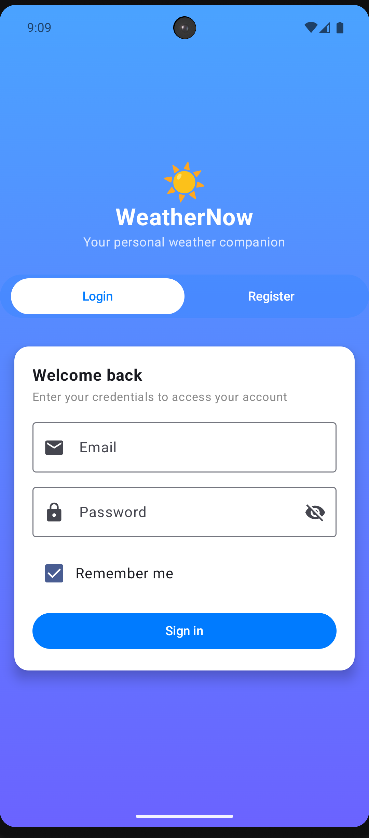 9:09
WeatherNow
Your personal weather companion
Login
Register
Welcome back
Enter your credentials to access your account
Email
Password
Remember me
Sign in